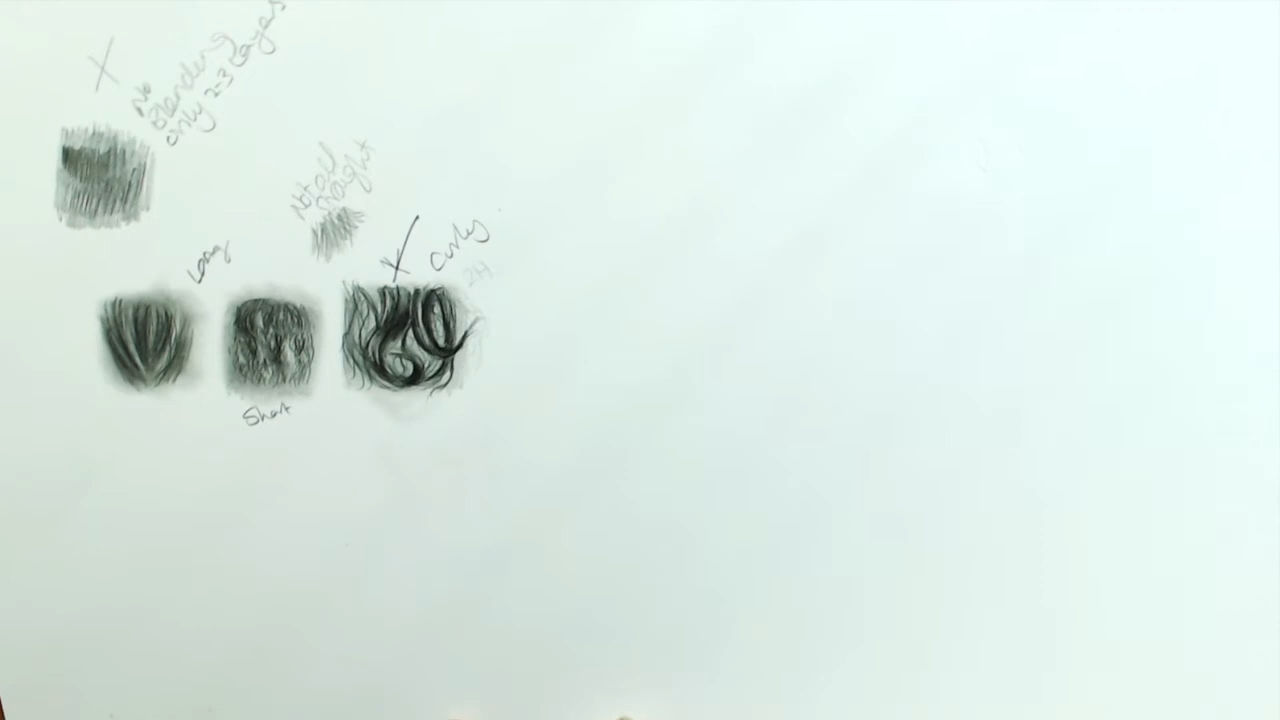 X
No
Blending
only 2-3 Layers
Not all
straight
Long
X
Curly
2H
Short